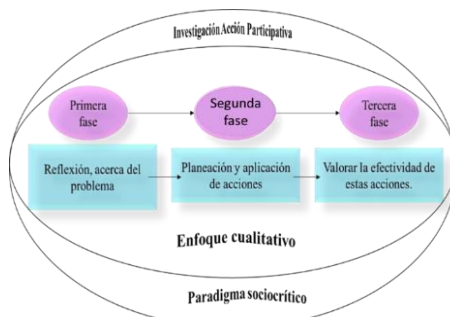 Investigación Acción Participativa
Primera
fase
Segunda
fase
Tercera
fase
Reflexión, acerca del
problema
Planeación y aplicación
de acciones
Valorar la efectividad de
estas acciones.
Enfoque cualitativo
Paradigma sociocrítico